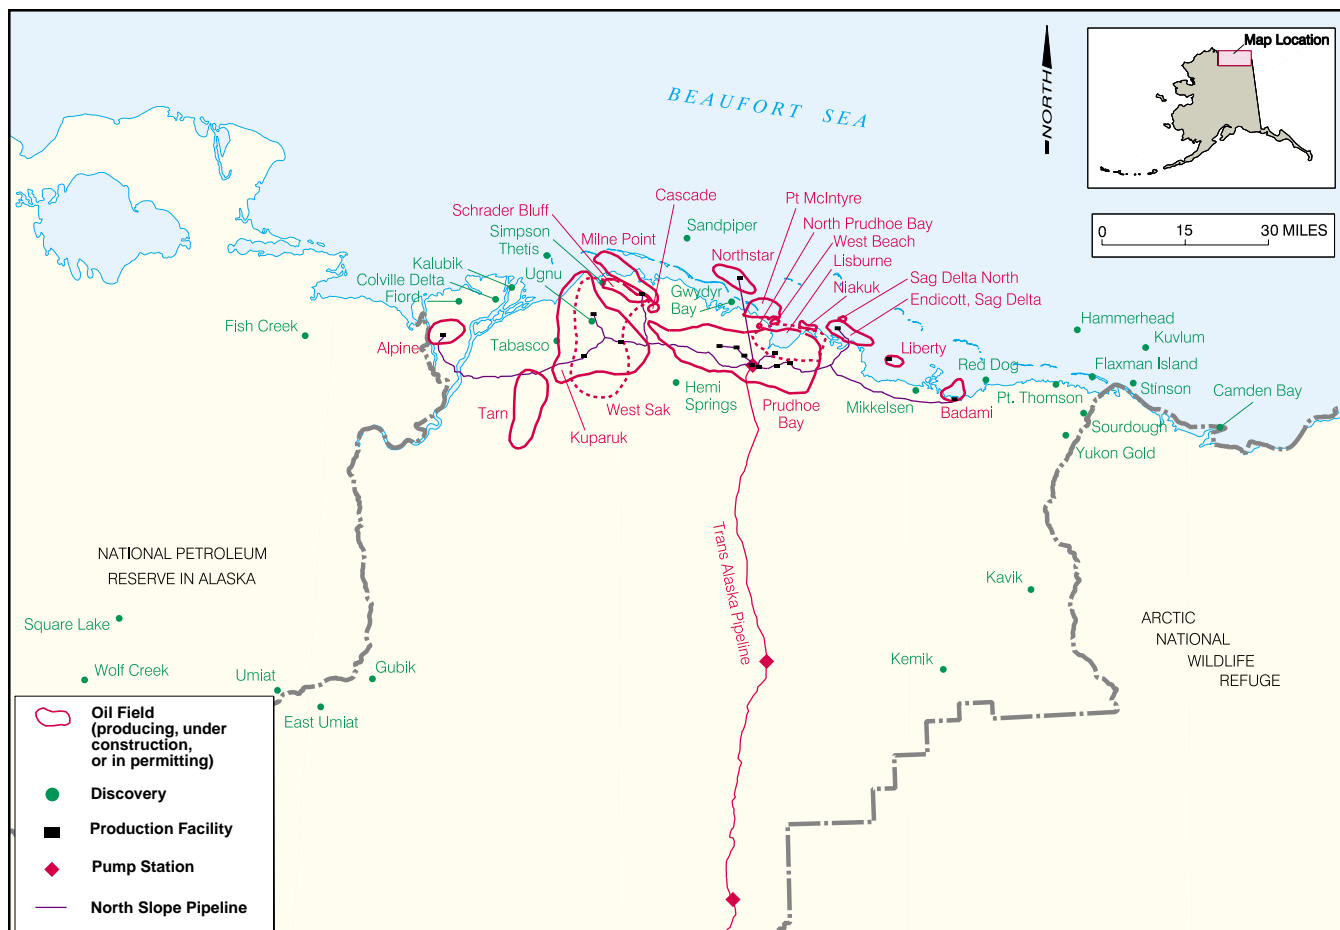 Map Location
NORTH
BEAUFORT SEA
0 15 30 MILES
Cascade
Schrader Bluff
Simpson
Thetis
Milne Point
Ugnu
Sandpiper
Northstar
Pt McIntyre
North Prudhoe Bay
West Beach
Lisburne
Niakuk
Sag Delta North
Endicott, Sag Delta
Kalubik
Colville Delta
Fiord
Gwydyr
Bay
Fish Creek
Alpine
Tabasco
Hammerhead
Kuvlum
Liberty
Red Dog
Flaxman Island
Stinson
Camden Bay
Tarn
West Sak
Kuparuk
Hemi
Springs
Prudhoe
Bay
Mikkelsen
Badami
Pt. Thomson
Sourdough
Yukon Gold
Trans Alaska Pipeline
NATIONAL PETROLEUM
RESERVE IN ALASKA
Kavik
ARCTIC
NATIONAL
WILDLIFE
REFUGE
Square Lake
Wolf Creek
Umiat
Gubik
East Umiat
Kemik
Oil Field
(producing, under
construction,
or in permitting)
Discovery
Production Facility
Pump Station
North Slope Pipeline